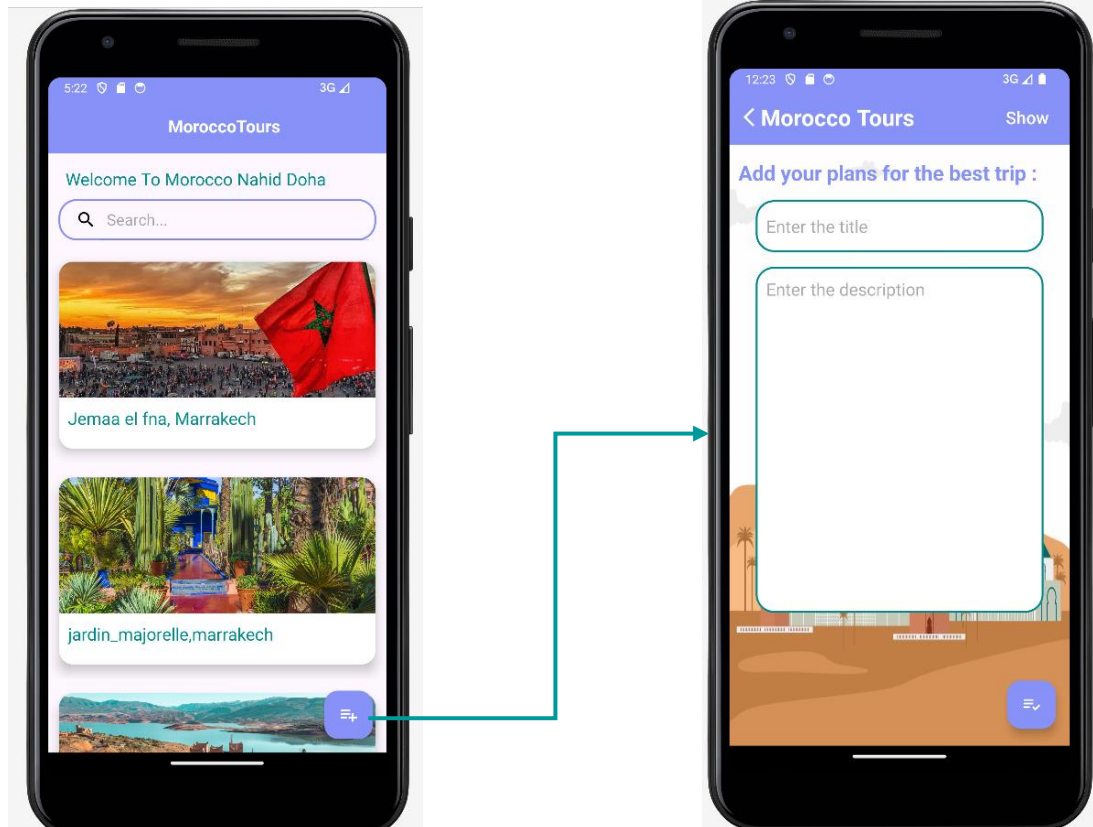 5:22
3G
MoroccoTours
Welcome To Morocco Nahid Doha
Search...
Jemaa el fna, Marrakech
jardin_majorelle,marrakech
12:23
3G
Morocco Tours
Show
Add your plans for the best trip :
Enter the title
Enter the description